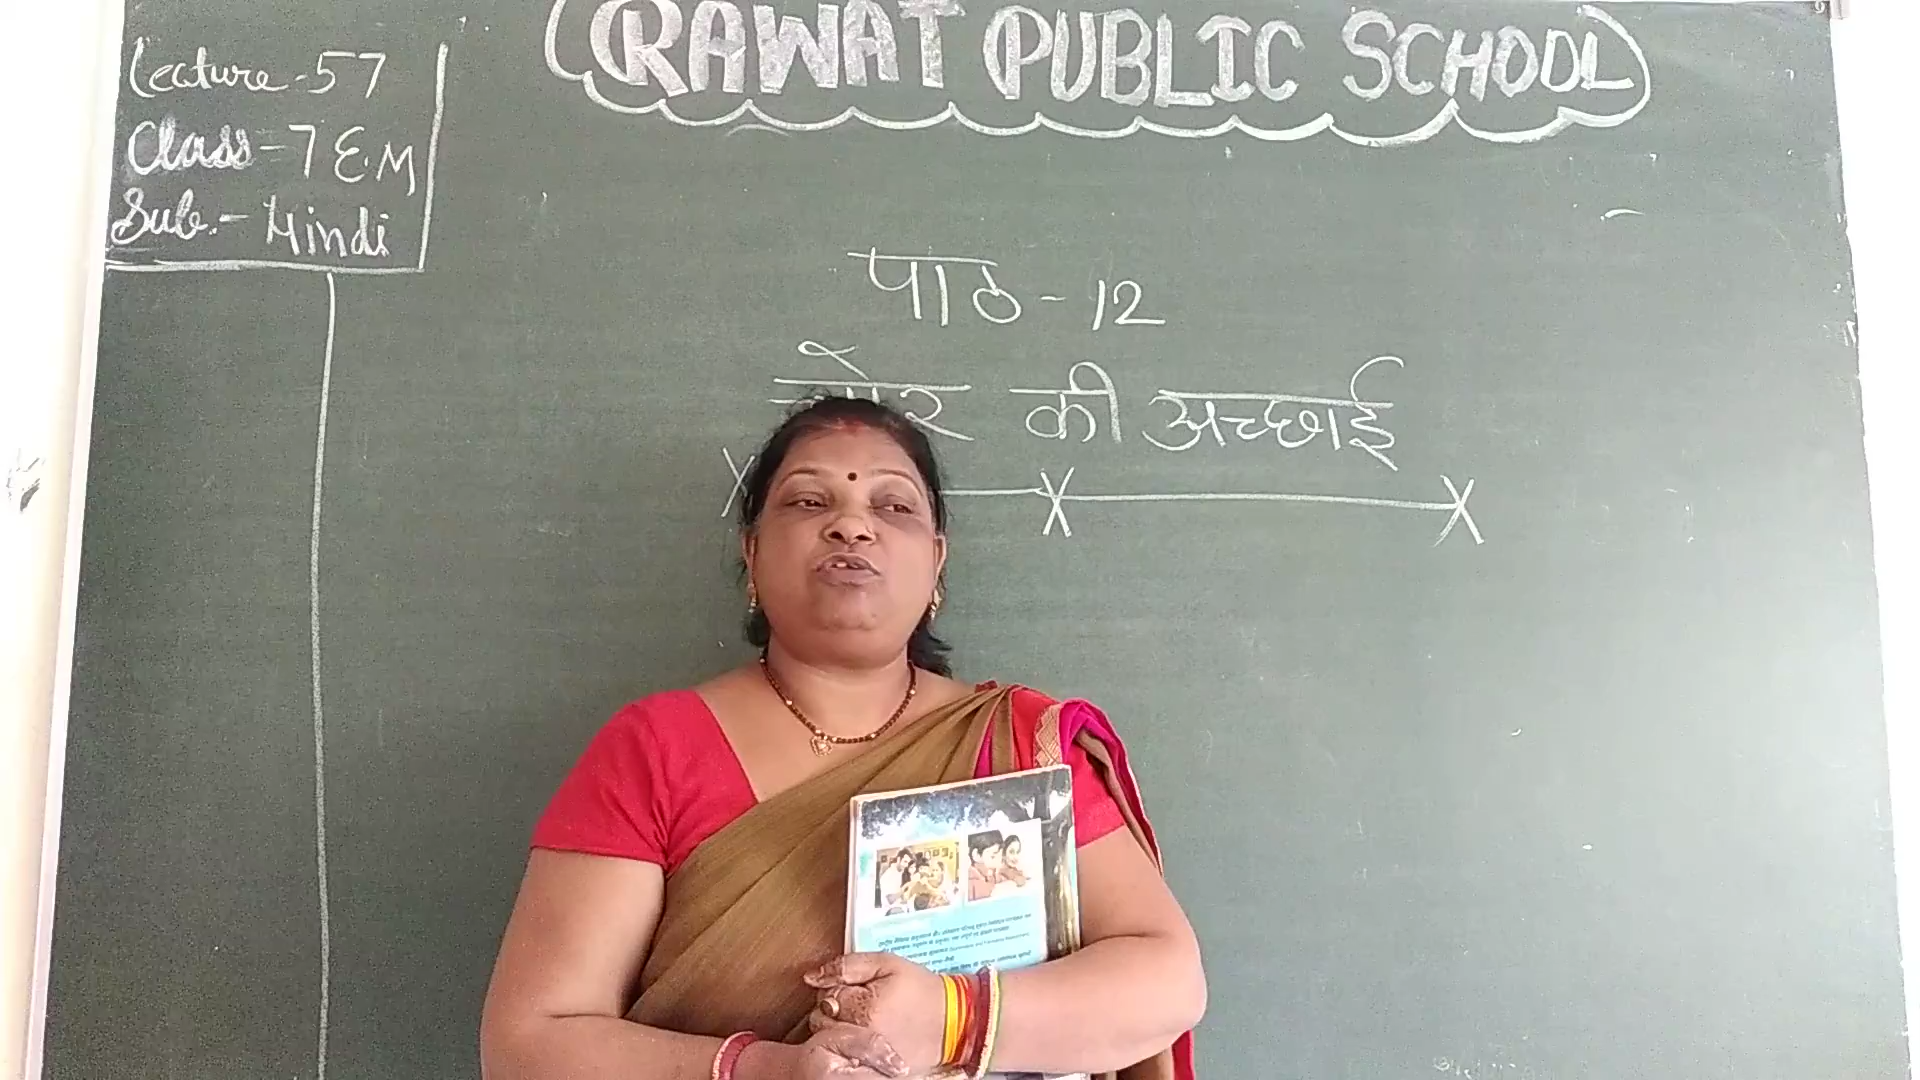 RAWAT PUBLIC SCHOOL
Lecture-57
Class-7 E.M
Sub.- Hindi
पाठ-12
की अच्छाई